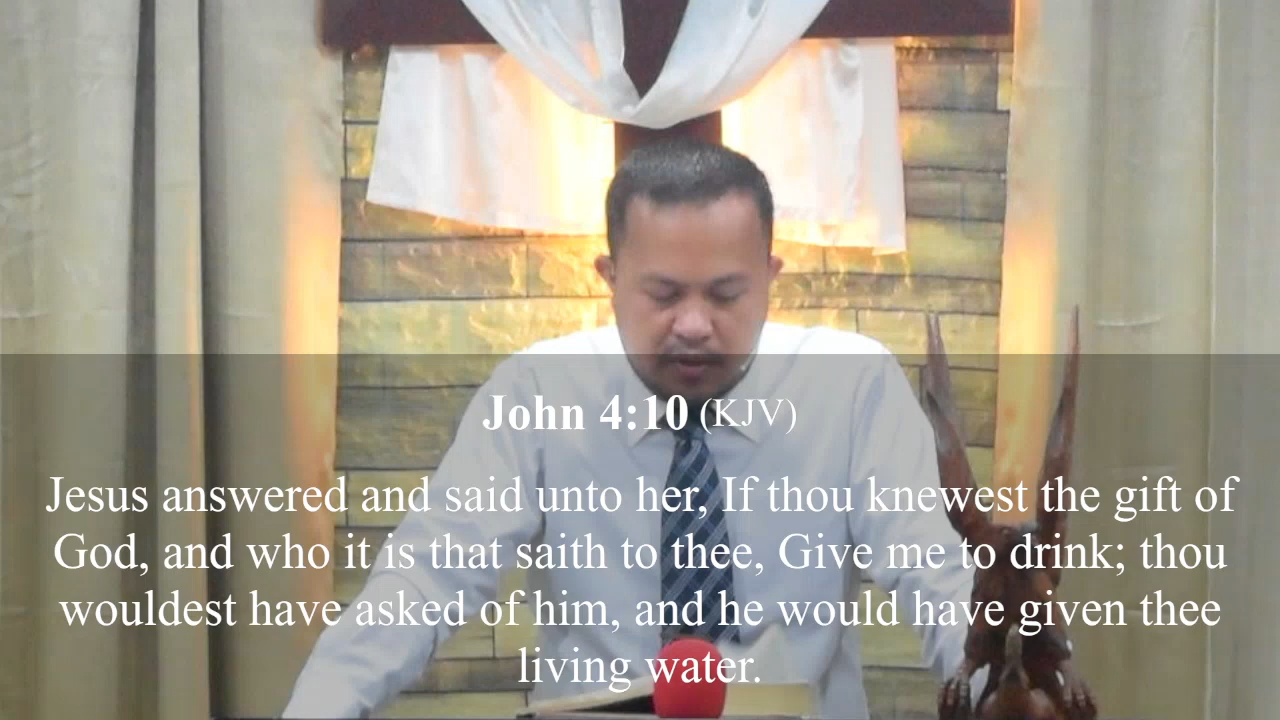 John 4:10 (KJV)
Jesus answered and said unto her, If thou knewest the gift of
God, and who it is that saith to thee, Give me to drink; thou
wouldest have asked of him, and he would have given thee
living water.